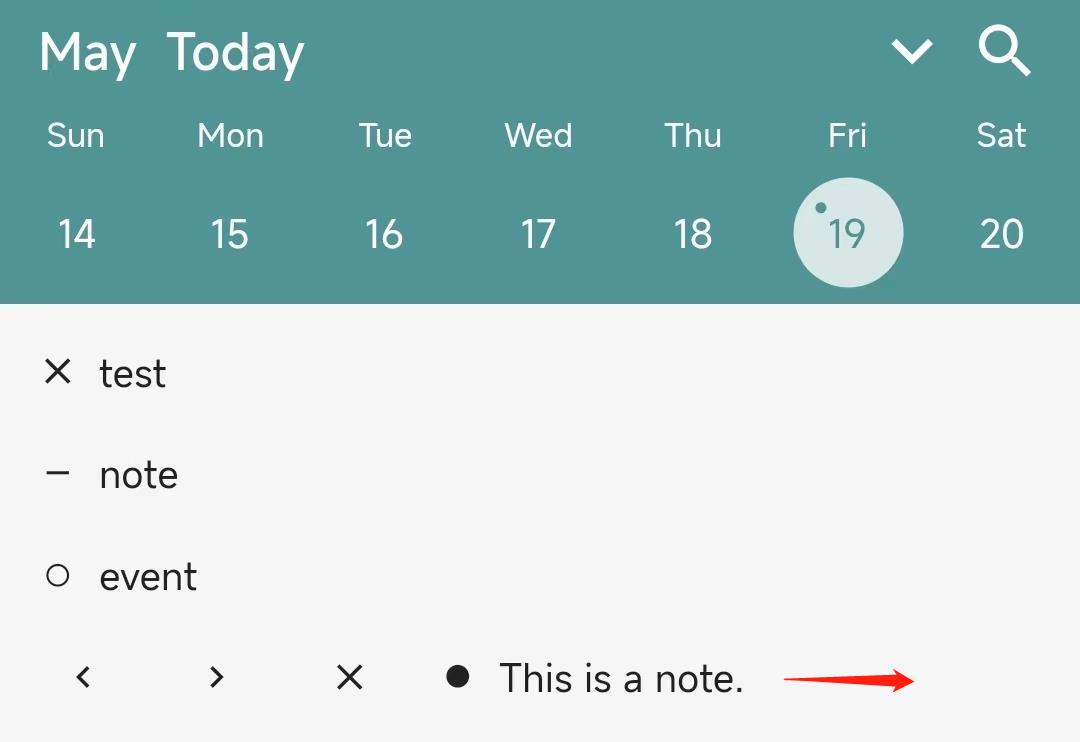 May Today
Sun Mon Tue Wed Thu Fri Sat
14 15 16 17 18 19 20
test
note
event
This is a note.